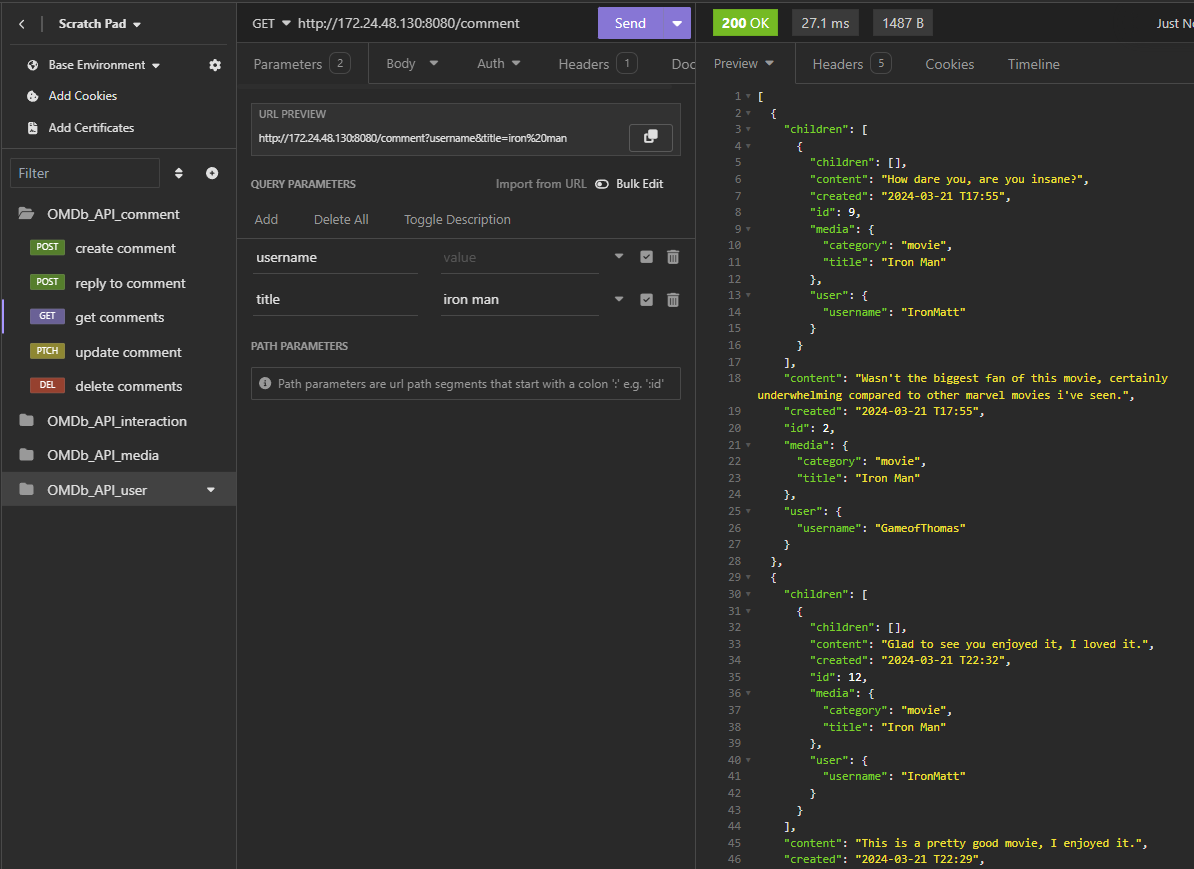 Scratch Pad
Base Environment
Add Cookies
Add Certificates
Filter
OMDb_API_comment
POST create comment
POST reply to comment
GET get comments
PTCH update comment
DEL delete comments
OMDb_API_interaction
OMDb_API_media
OMDb_API_user
GET http://172.24.48.130:8080/comment Send
Parameters 2 Body Auth Headers 1 Doc
URL PREVIEW
http://172.24.48.130:8080/comment?username&title=iron%20man
QUERY PARAMETERS Import from URL Bulk Edit
Add Delete All Toggle Description
username value
title iron man
PATH PARAMETERS
Path parameters are url path segments that start with a colon ':' e.g. ':id'
200 OK 27.1 ms 1487 B Just Ne
Preview Headers 5 Cookies Timeline
1 [
2 {
3 "children": [
4 {
5 "children": [],
6 "content": "How dare you, are you insane?",
7 "created": "2024-03-21 T17:55",
8 "id": 9,
9 "media": {
10 "category": "movie",
11 "title": "Iron Man"
12 },
13 "user": {
14 "username": "IronMatt"
15 }
16 }
17 ],
18 "content": "Wasn't the biggest fan of this movie, certainly
underwhelming compared to other marvel movies i've seen.",
19 "created": "2024-03-21 T17:55",
20 "id": 2,
21 "media": {
22 "category": "movie",
23 "title": "Iron Man"
24 },
25 "user": {
26 "username": "GameofThomas"
27 }
28 },
29 {
30 "children": [
31 {
32 "children": [],
33 "content": "Glad to see you enjoyed it, I loved it.",
34 "created": "2024-03-21 T22:32",
35 "id": 12,
36 "media": {
37 "category": "movie",
38 "title": "Iron Man"
39 },
40 "user": {
41 "username": "IronMatt"
42 }
43 }
44 ],
45 "content": "This is a pretty good movie, I enjoyed it.",
46 "created": "2024-03-21 T22:29",